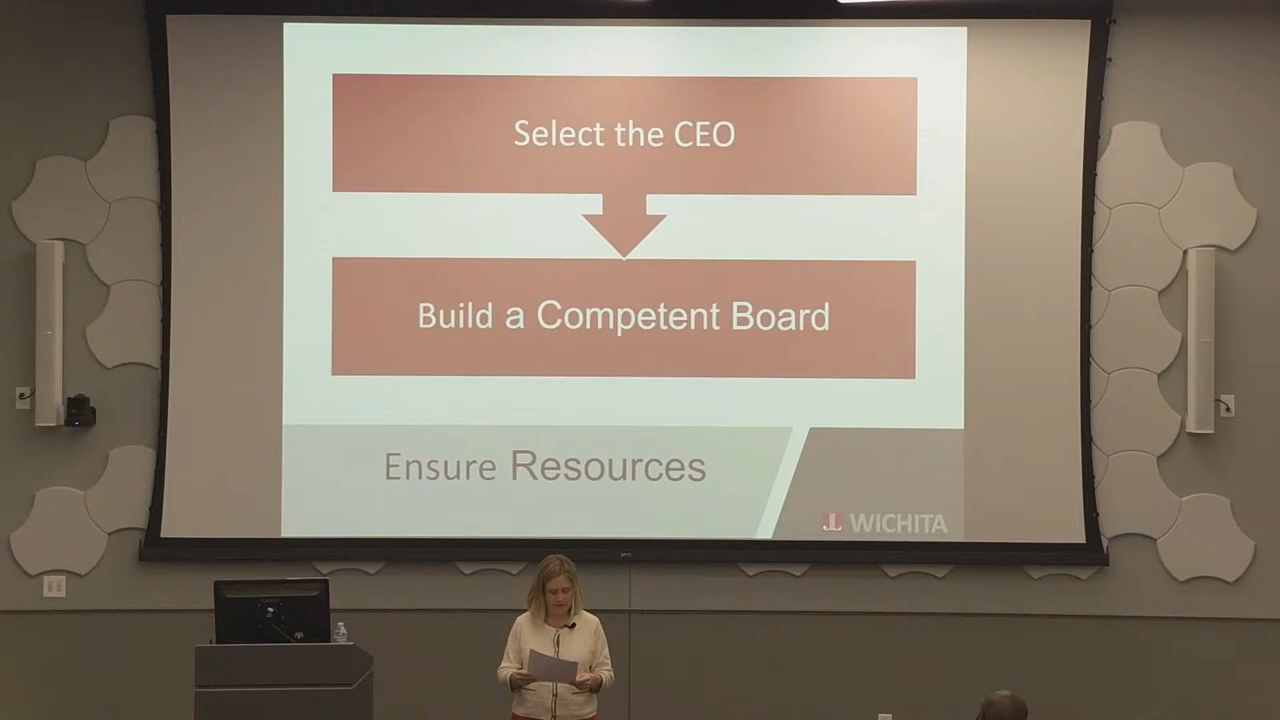 Select the CEO
Build a Competent Board
Ensure Resources
WICHITA